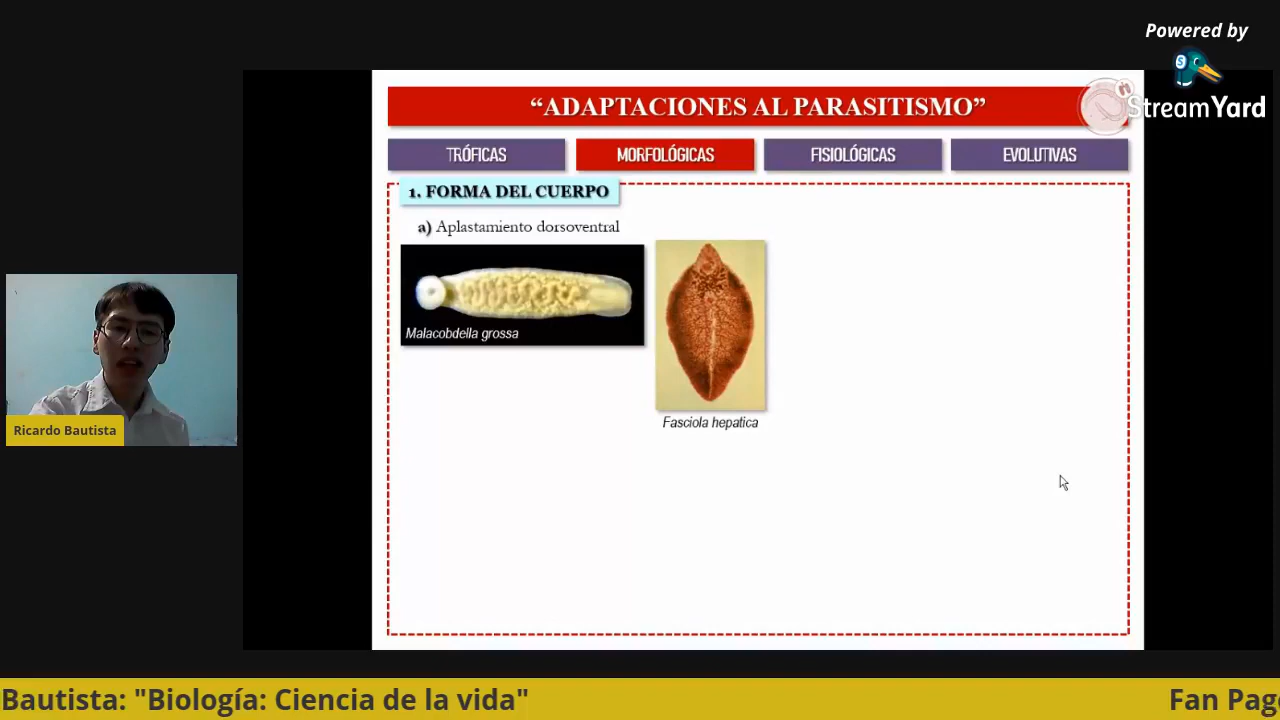 Powered by
StreamYard
“ADAPTACIONES AL PARASITISMO”
TRÓFICAS
MORFOLÓGICAS
FISIOLÓGICAS
EVOLUTIVAS
1. FORMA DEL CUERPO
a) Aplastamiento dorsoventral
Malacobdella grossa
Fasciola hepatica
Ricardo Bautista
Bautista: "Biología: Ciencia de la vida"
Fan Pag